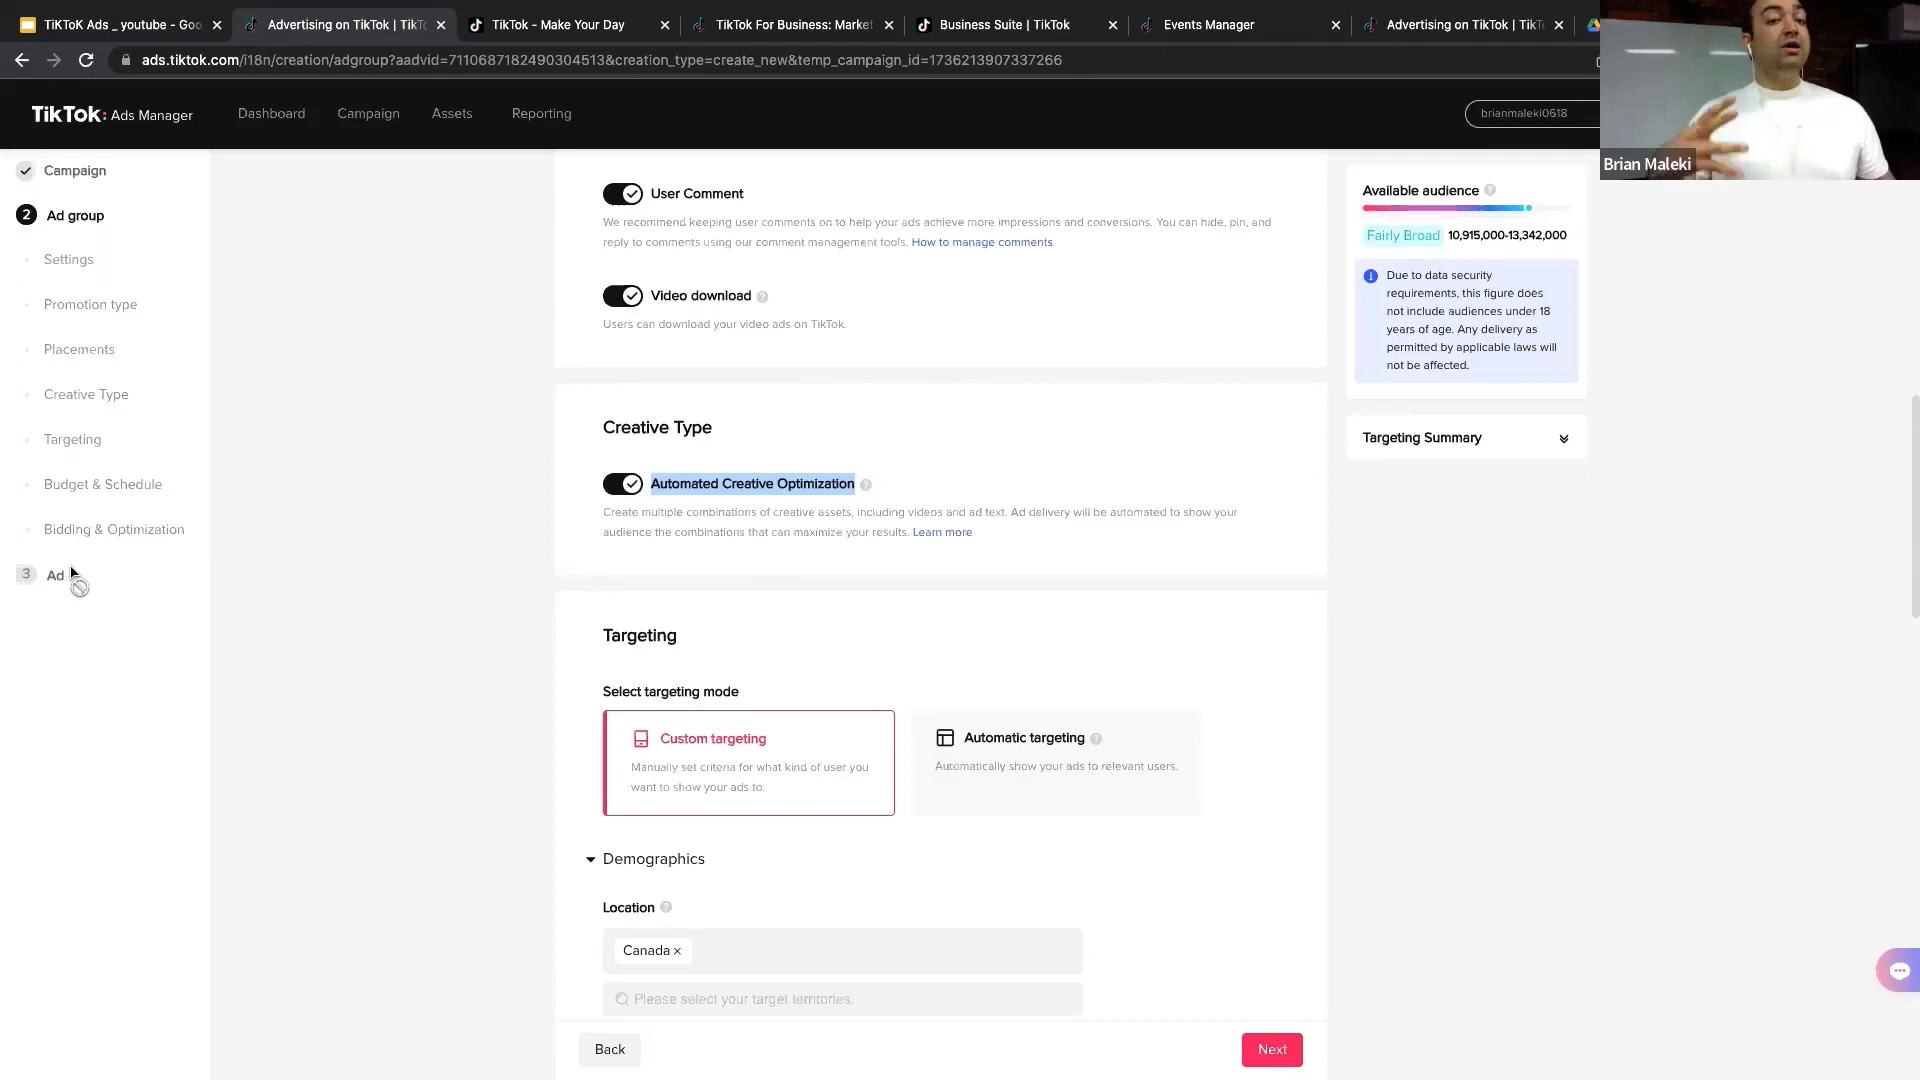 TiKToK Ads _ youtube - Goo
Advertising on TikTok | TikTo
TikTok - Make Your Day
TikTok For Business: Market
Business Suite | TikTok
Events Manager
Advertising on TikTok | TikTo
ads.tiktok.com/i18n/creation/adgroup?aadvid=7110687182490304513&creation_type=create_new&temp_campaign_id=1736213907337266
TikTok: Ads Manager
Dashboard
Campaign
Assets
Reporting
brianmaleki0618
Brian Maleki
Campaign
2 Ad group
Settings
Promotion type
Placements
Creative Type
Targeting
Budget & Schedule
Bidding & Optimization
3 Ad
User Comment
We recommend keeping user comments on to help your ads achieve more impressions and conversions. You can hide, pin, and
reply to comments using our comment management tools. How to manage comments
Video download
Users can download your video ads on TikTok.
Creative Type
Automated Creative Optimization
Create multiple combinations of creative assets, including videos and ad text. Ad delivery will be automated to show your
audience the combinations that can maximize your results. Learn more
Targeting
Select targeting mode
Custom targeting
Manually set criteria for what kind of user you
want to show your ads to.
Automatic targeting
Automatically show your ads to relevant users.
Demographics
Location
Canada ×
Please select your target territories.
Back
Next
Available audience
Fairly Broad 10,915,000-13,342,000
Due to data security
requirements, this figure does
not include audiences under 18
years of age. Any delivery as
permitted by applicable laws will
not be affected.
Targeting Summary